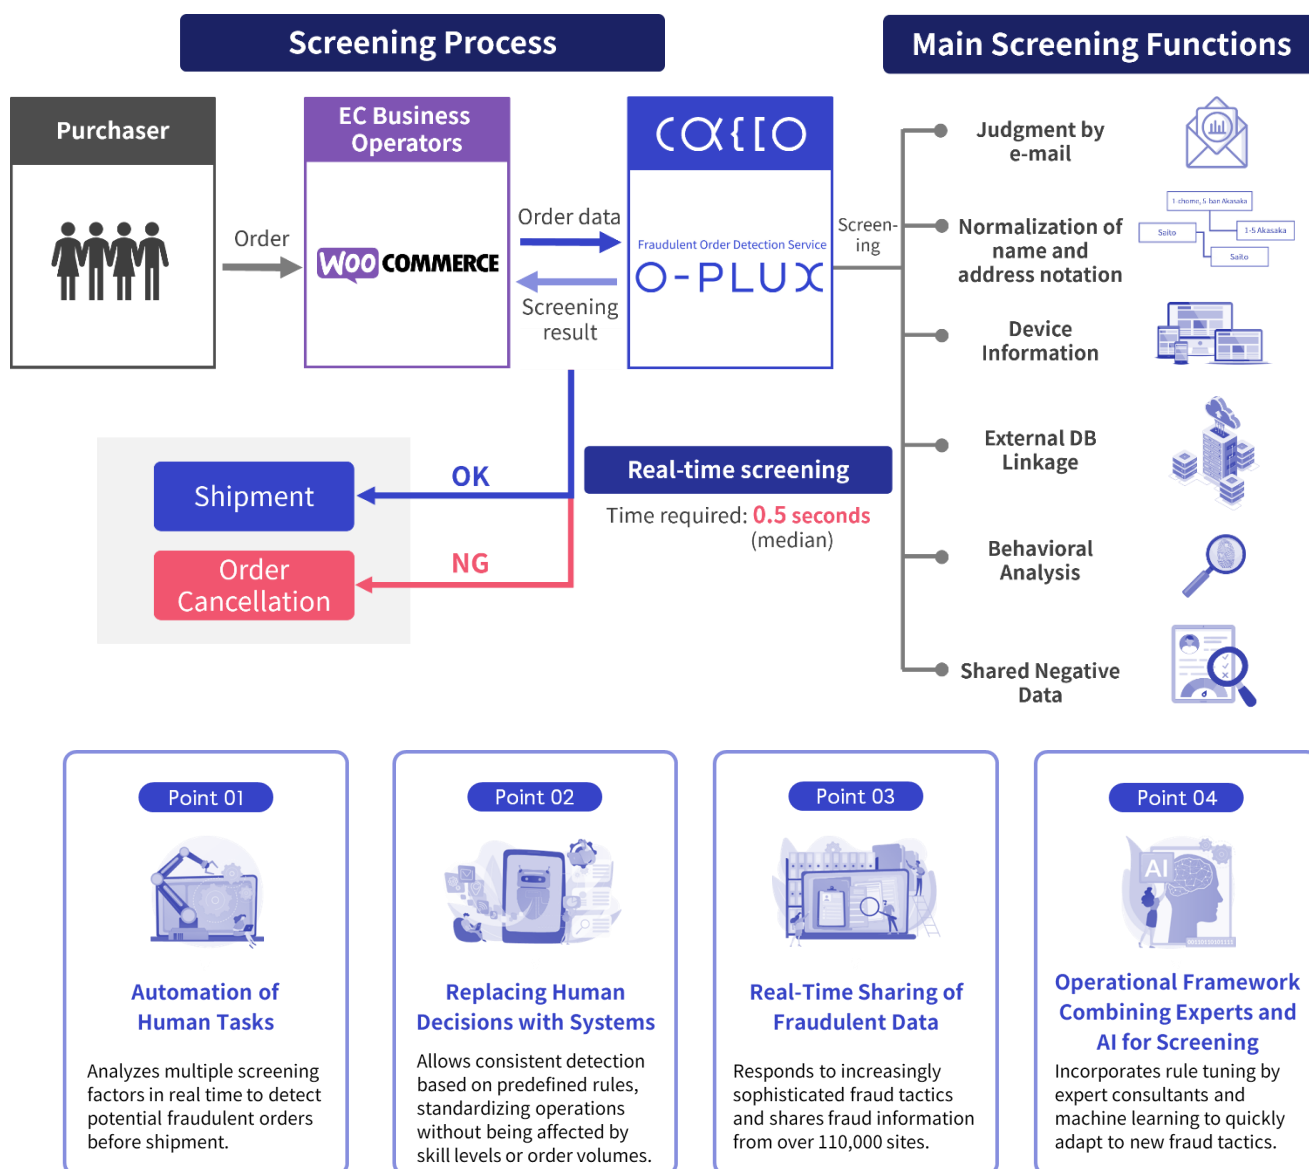 Screening Process
Main Screening Functions
Purchaser
EC Business
Operators
CACCO
Order
WOO COMMERCE
Order data
Screening
result
Fraudulent Order Detection Service
O-PLUX
Screen-
ing
Judgment by
e-mail
Normalization of
name and
address notation
1 chome, 5 ban Akasaka
Saito
1-5 Akasaka
Saito
Device
Information
External DB
Linkage
Behavioral
Analysis
Shared Negative
Data
OK
Shipment
NG
Order
Cancellation
Real-time screening
Time required: 0.5 seconds
(median)
Point 01
Automation of
Human Tasks
Analyzes multiple screening
factors in real time to detect
potential fraudulent orders
before shipment.
Point 02
Replacing Human
Decisions with Systems
Allows consistent detection
based on predefined rules,
standardizing operations
without being affected by
skill levels or order volumes.
Point 03
Real-Time Sharing of
Fraudulent Data
Responds to increasingly
sophisticated fraud tactics
and shares fraud information
from over 110,000 sites.
Point 04
AI
Operational Framework
Combining Experts and
AI for Screening
Incorporates rule tuning by
expert consultants and
machine learning to quickly
adapt to new fraud tactics.